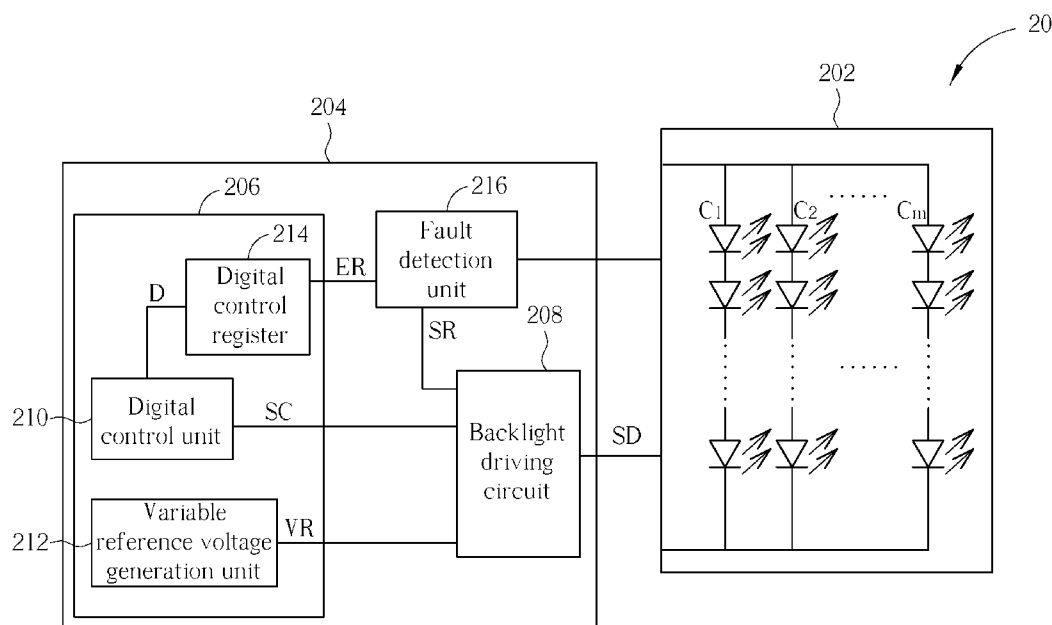 20
202
204
206
216
214
Fault
detection
unit
Digital
control
register
ER
D
SR
208
C1
C2
Cm
......
......
210
Digital
control unit
SC
Backlight
driving
circuit
SD
212
Variable
reference voltage
generation unit
VR